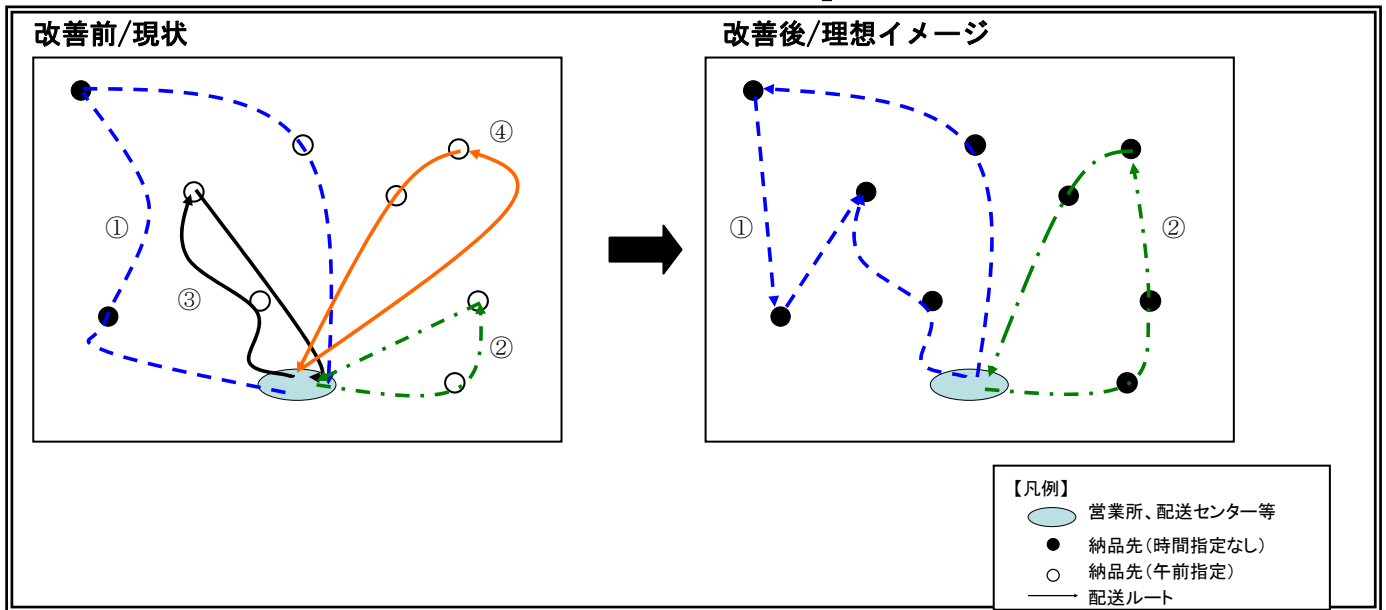 改善前/現状
改善後/理想イメージ
④
①
③
②
①
②
【凡例】
営業所、配送センター等
納品先(時間指定なし)
納品先(午前指定)
配送ルート